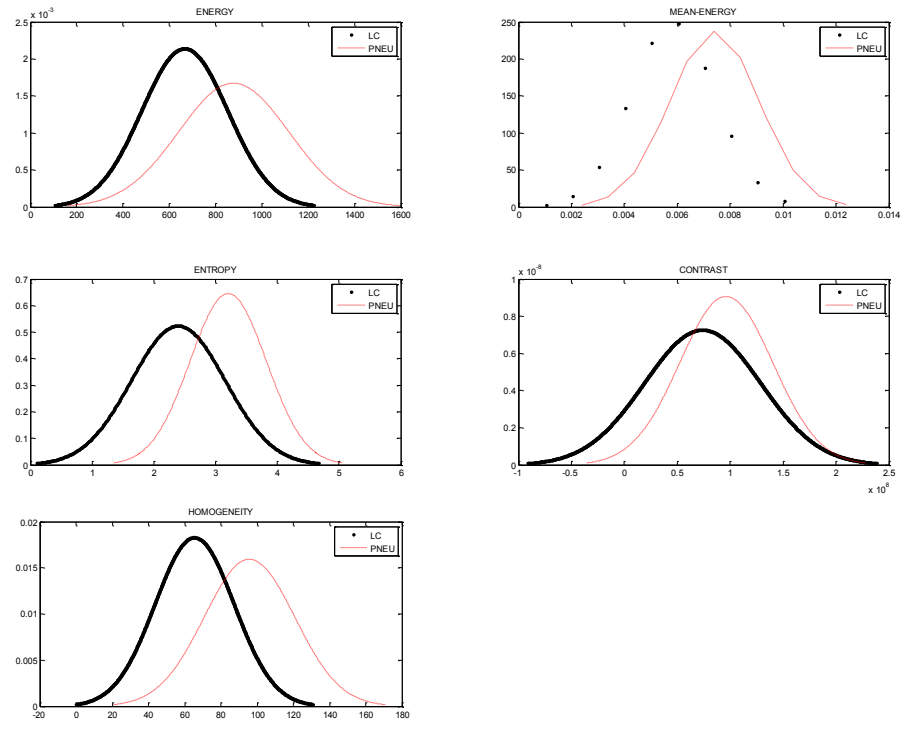 ENERGY
x 10^-3
2.5
2
1.5
1
0.5
0
0 200 400 600 800 1000 1200 1400 1600
LC
PNEU
MEAN-ENERGY
250
200
150
100
50
0
0 0.002 0.004 0.006 0.008 0.01 0.012 0.014
LC
PNEU
ENTROPY
0.7
0.6
0.5
0.4
0.3
0.2
0.1
0
0 1 2 3 4 5 6
LC
PNEU
CONTRAST
x 10^-8
1
0.8
0.6
0.4
0.2
0
-1 -0.5 0 0.5 1 1.5 2 2.5
x 10^8
LC
PNEU
HOMOGENEITY
0.02
0.015
0.01
0.005
0
-20 0 20 40 60 80 100 120 140 160 180
LC
PNEU